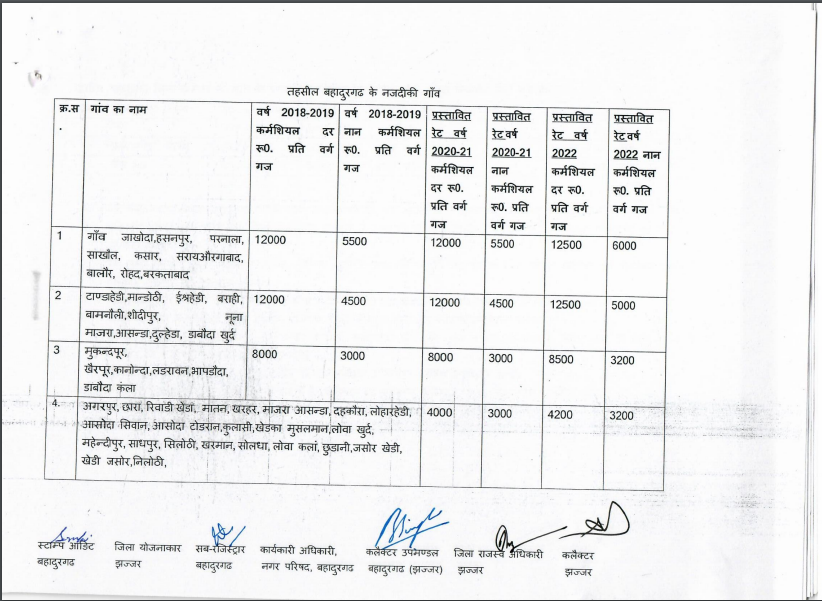 तहसील बहादुरगढ के नजदीकी गाँव
क्र.स. गांव का नाम वर्ष 2018-2019 कर्मशियल दर रू0. प्रति वर्ग गज वर्ष 2018-2019 नान कर्मशियल रू0. प्रति वर्ग गज प्रस्तावित रेट वर्ष 2020-21 कर्मशियल दर रू0. प्रति वर्ग गज प्रस्तावित रेट वर्ष 2020-21 नान कर्मशियल रू0. प्रति वर्ग गज प्रस्तावित रेट वर्ष 2022 कर्मशियल दर रू0. प्रति वर्ग गज प्रस्तावित रेट वर्ष 2022 नान कर्मशियल रू0. प्रति वर्ग गज
1 गाँव जाखोदा,हसनपुर, परनाला, 12000 5500 12000 5500 12500 6000
साखौल, कसार, सरायऔरगाबाद,
बालौर, रोहद,बरकताबाद
2 टाण्डाहेडी,मान्डोठी, ईश्रहेडी, बराही, 12000 4500 12000 4500 12500 5000
बामनौली,शीदीपुर, नूना
माजरा,आसन्डा,दुल्हेडा, डाबौदा खुर्द
3 मुकन्दपूर, 8000 3000 8000 3000 8500 3200
खैरपूर,कानोन्दा,लडरावन,भापडौदा,
डाबौदा कंला
4. अगरपुर, छारा, रिवाडी खेडा, मातन, खरहर, माजरा आसन्डा, दहकौरा, लोहारहेडी, 4000 3000 4200 3200
आसौदा सिवान, आसोदा टोडरान,कुलासी,खेडका मुसलमान,लोवा खुर्द,
महेन्दीपुर, साधपुर, सिलोठी, खरमान, सोलधा, लोवा कलां, छुडानी,जसोर खेडी,
खेडी जसोर,निलोठी,
स्टाम्प ऑडिट जिला योजनाकार सब-रजिस्ट्रार कार्यकारी अधिकारी, कलैक्टर उपमण्डल जिला राजस्व अधिकारी कलैक्टर
बहादुरगढ झज्जर बहादुरगढ नगर परिषद, बहादुरगढ बहादुरगढ (झज्जर) झज्जर झज्जर